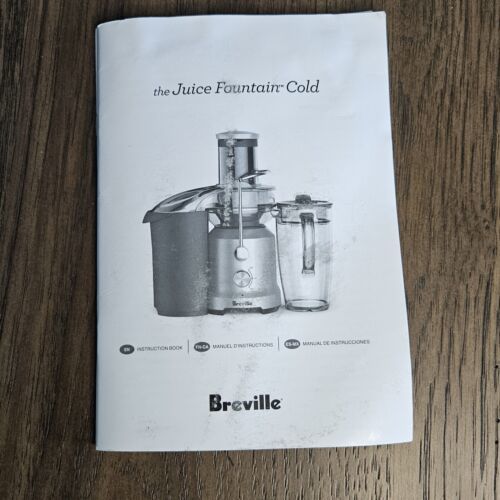 the Juice Fountain™ Cold
Breville
EN INSTRUCTION BOOK FR-CA MANUEL D'INSTRUCTIONS ES-MX MANUAL DE INSTRUCCIONES
Breville®